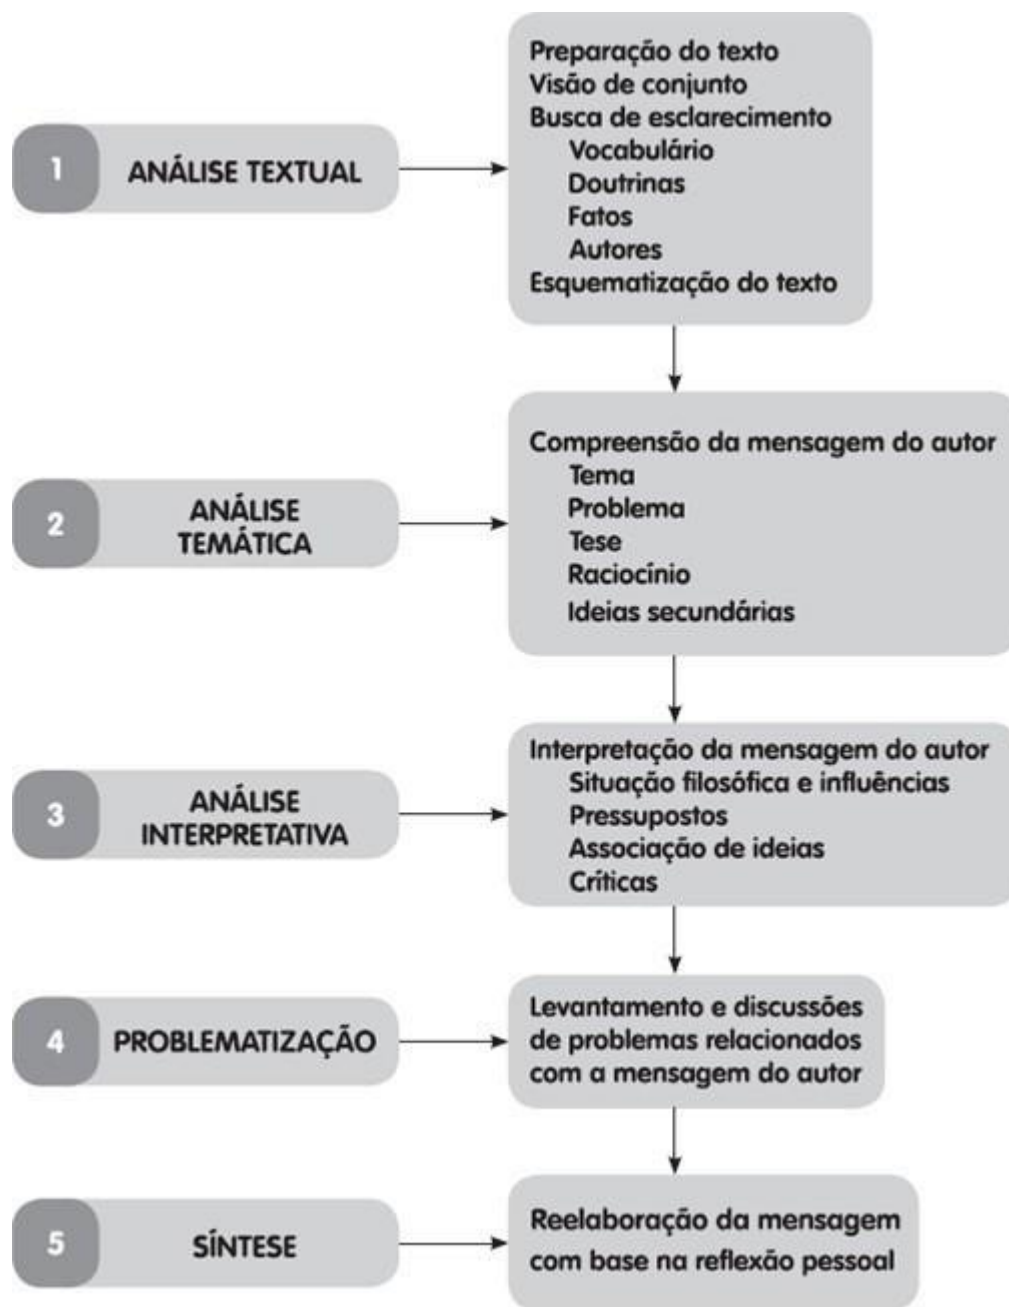 1
ANÁLISE TEXTUAL
Preparação do texto
Visão de conjunto
Busca de esclarecimento
Vocabulário
Doutrinas
Fatos
Autores
Esquematização do texto
2
ANÁLISE
TEMÁTICA
Compreensão da mensagem do autor
Tema
Problema
Tese
Raciocínio
Ideias secundárias
3
ANÁLISE
INTERPRETATIVA
Interpretação da mensagem do autor
Situação filosófica e influências
Pressupostos
Associação de ideias
Críticas
4
PROBLEMATIZAÇÃO
Levantamento e discussões
de problemas relacionados
com a mensagem do autor
5
SÍNTESE
Reelaboração da mensagem
com base na reflexão pessoal